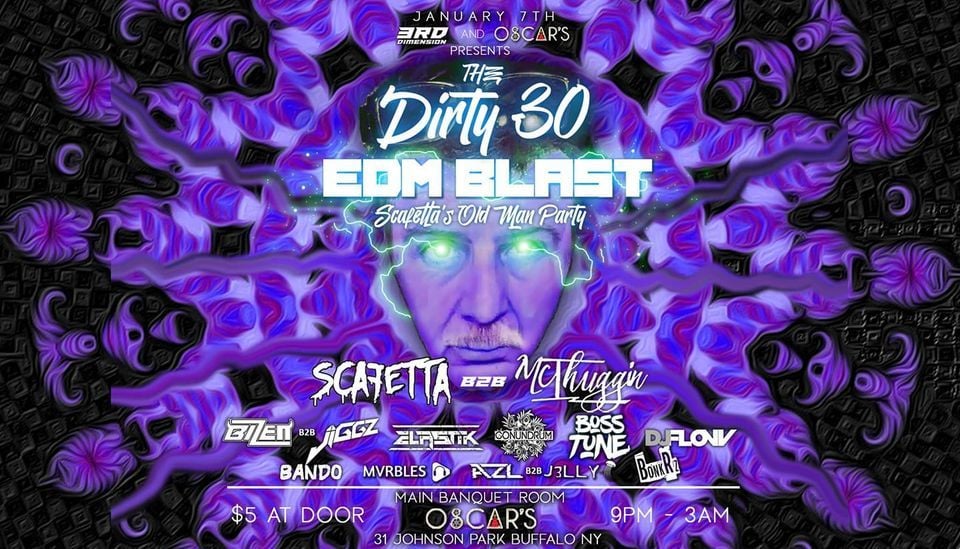 JANUARY 7TH
3RD DIMENSION AND O8CAR'S
PRESENTS
THE
Dirty 30
EDM BLAST
Scafetta's Old Man Party
SCAFETTA B2B McThuggin
BIZEN B2B JIGGZ ELASTIK CONUNDRUM BOSS TUNE DJ FLOW
BANDO MVRBLES AZL B2B J3LLY BONKRZ
MAIN BANQUET ROOM
$5 AT DOOR O8CAR'S 9PM - 3AM
31 JOHNSON PARK BUFFALO NY